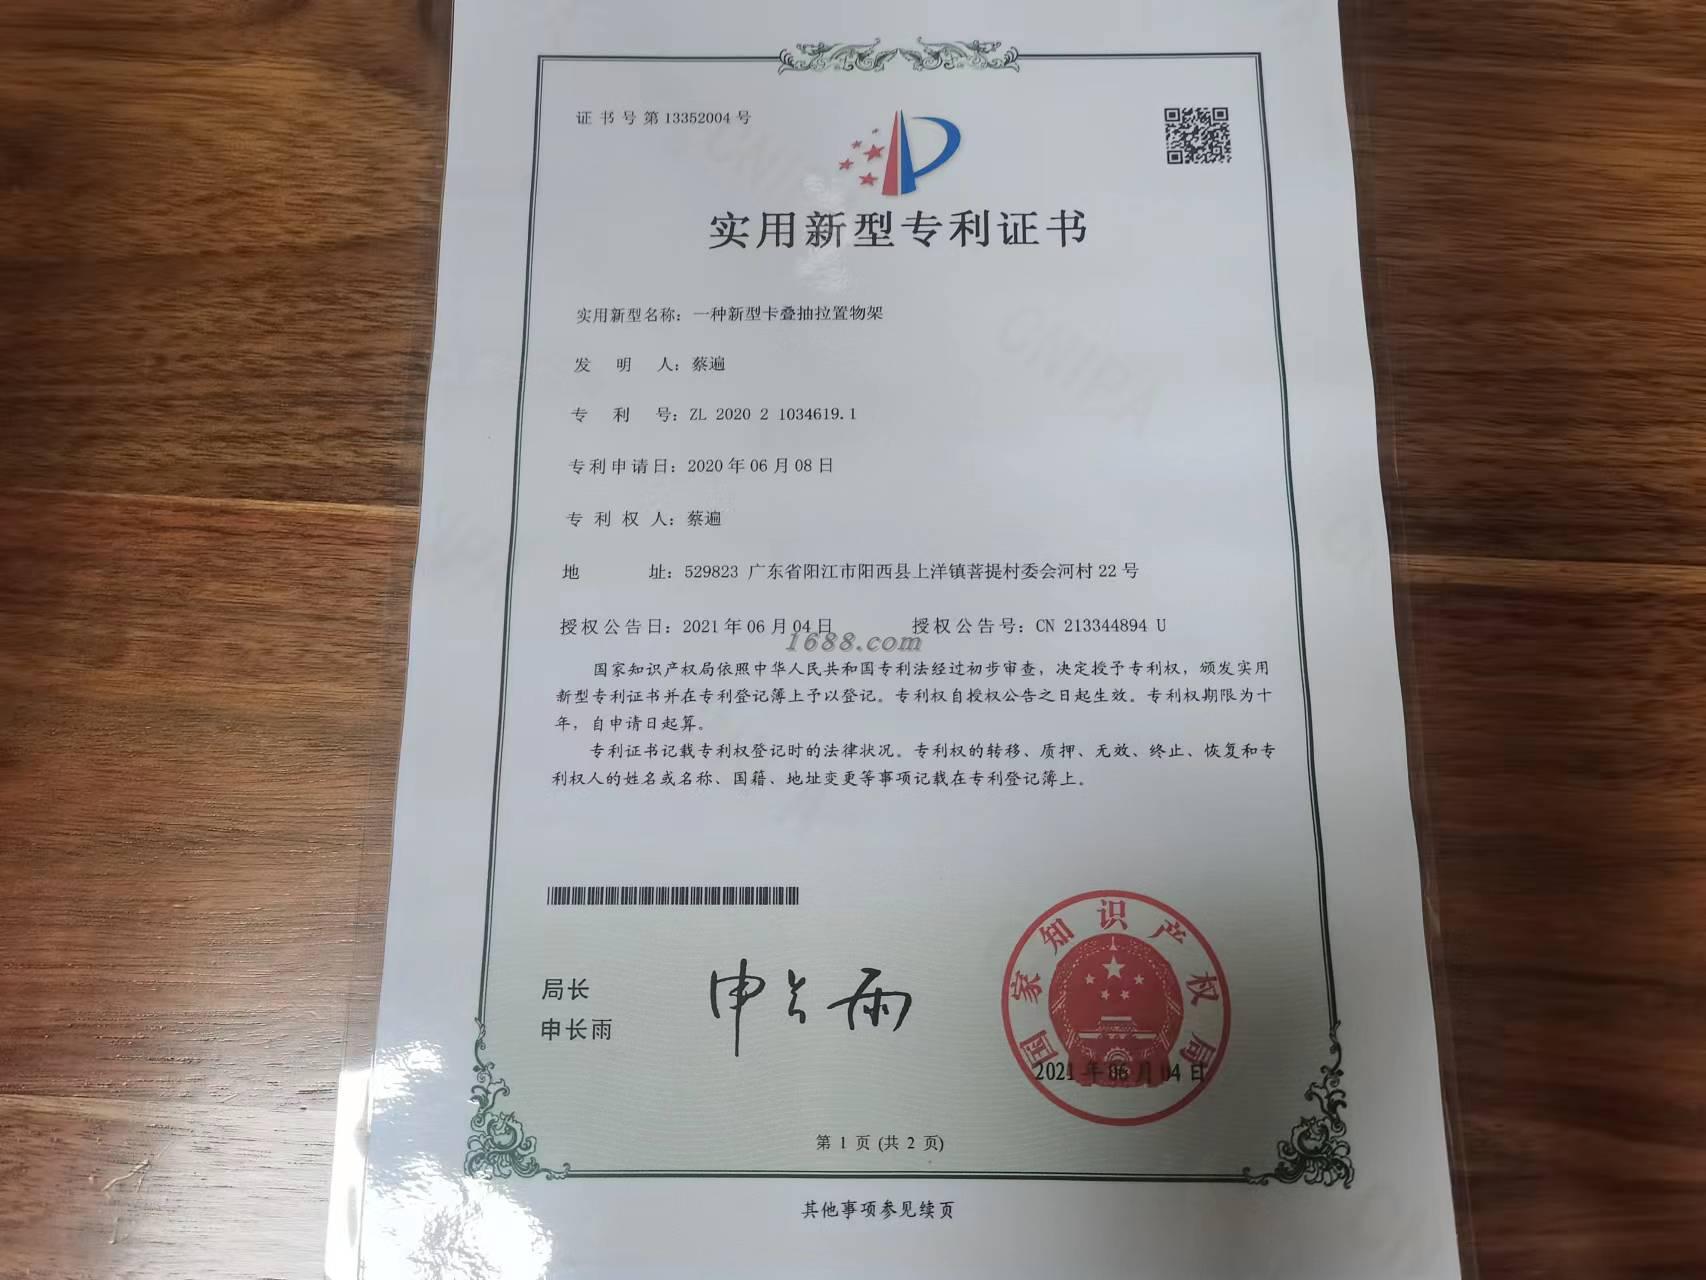 证书号第13352004号
实用新型专利证书
实用新型名称：一种新型卡叠抽拉置物架
发明人：蔡遍
专利号：ZL 2020 2 1034619.1
专利申请日：2020年06月08日
专利权人：蔡遍
地址：529823 广东省阳江市阳西县上洋镇菩提村委会河村22号
授权公告日：2021年06月04日 授权公告号：CN 213344894 U
1688.com
国家知识产权局依照中华人民共和国专利法经过初步审查，决定授予专利权，颁发实用
新型专利证书并在专利登记簿上予以登记。专利权自授权公告之日起生效。专利权期限为十
年，自申请日起算。
专利证书记载专利权登记时的法律状况。专利权的转移、质押、无效、终止、恢复和专
利权人的姓名或名称、国籍、地址变更等事项记载在专利登记簿上。
局长
申长雨
申长雨
国家知识产权局
2021年06月04日
第1页(共2页)
其他事项参见续页
CNIPA